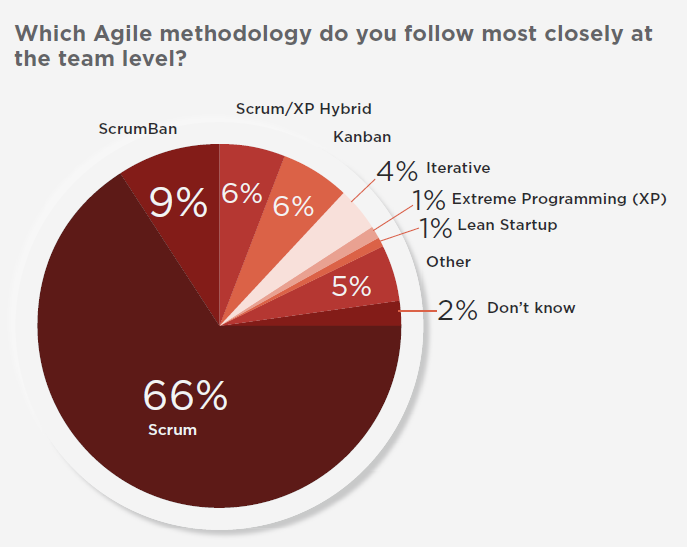 Which Agile methodology do you follow most closely at
the team level?
Scrum/XP Hybrid
ScrumBan
Kanban
4% Iterative
9%
6%
6%
1% Extreme Programming (XP)
1% Lean Startup
Other
5%
2% Don't know
66%
Scrum